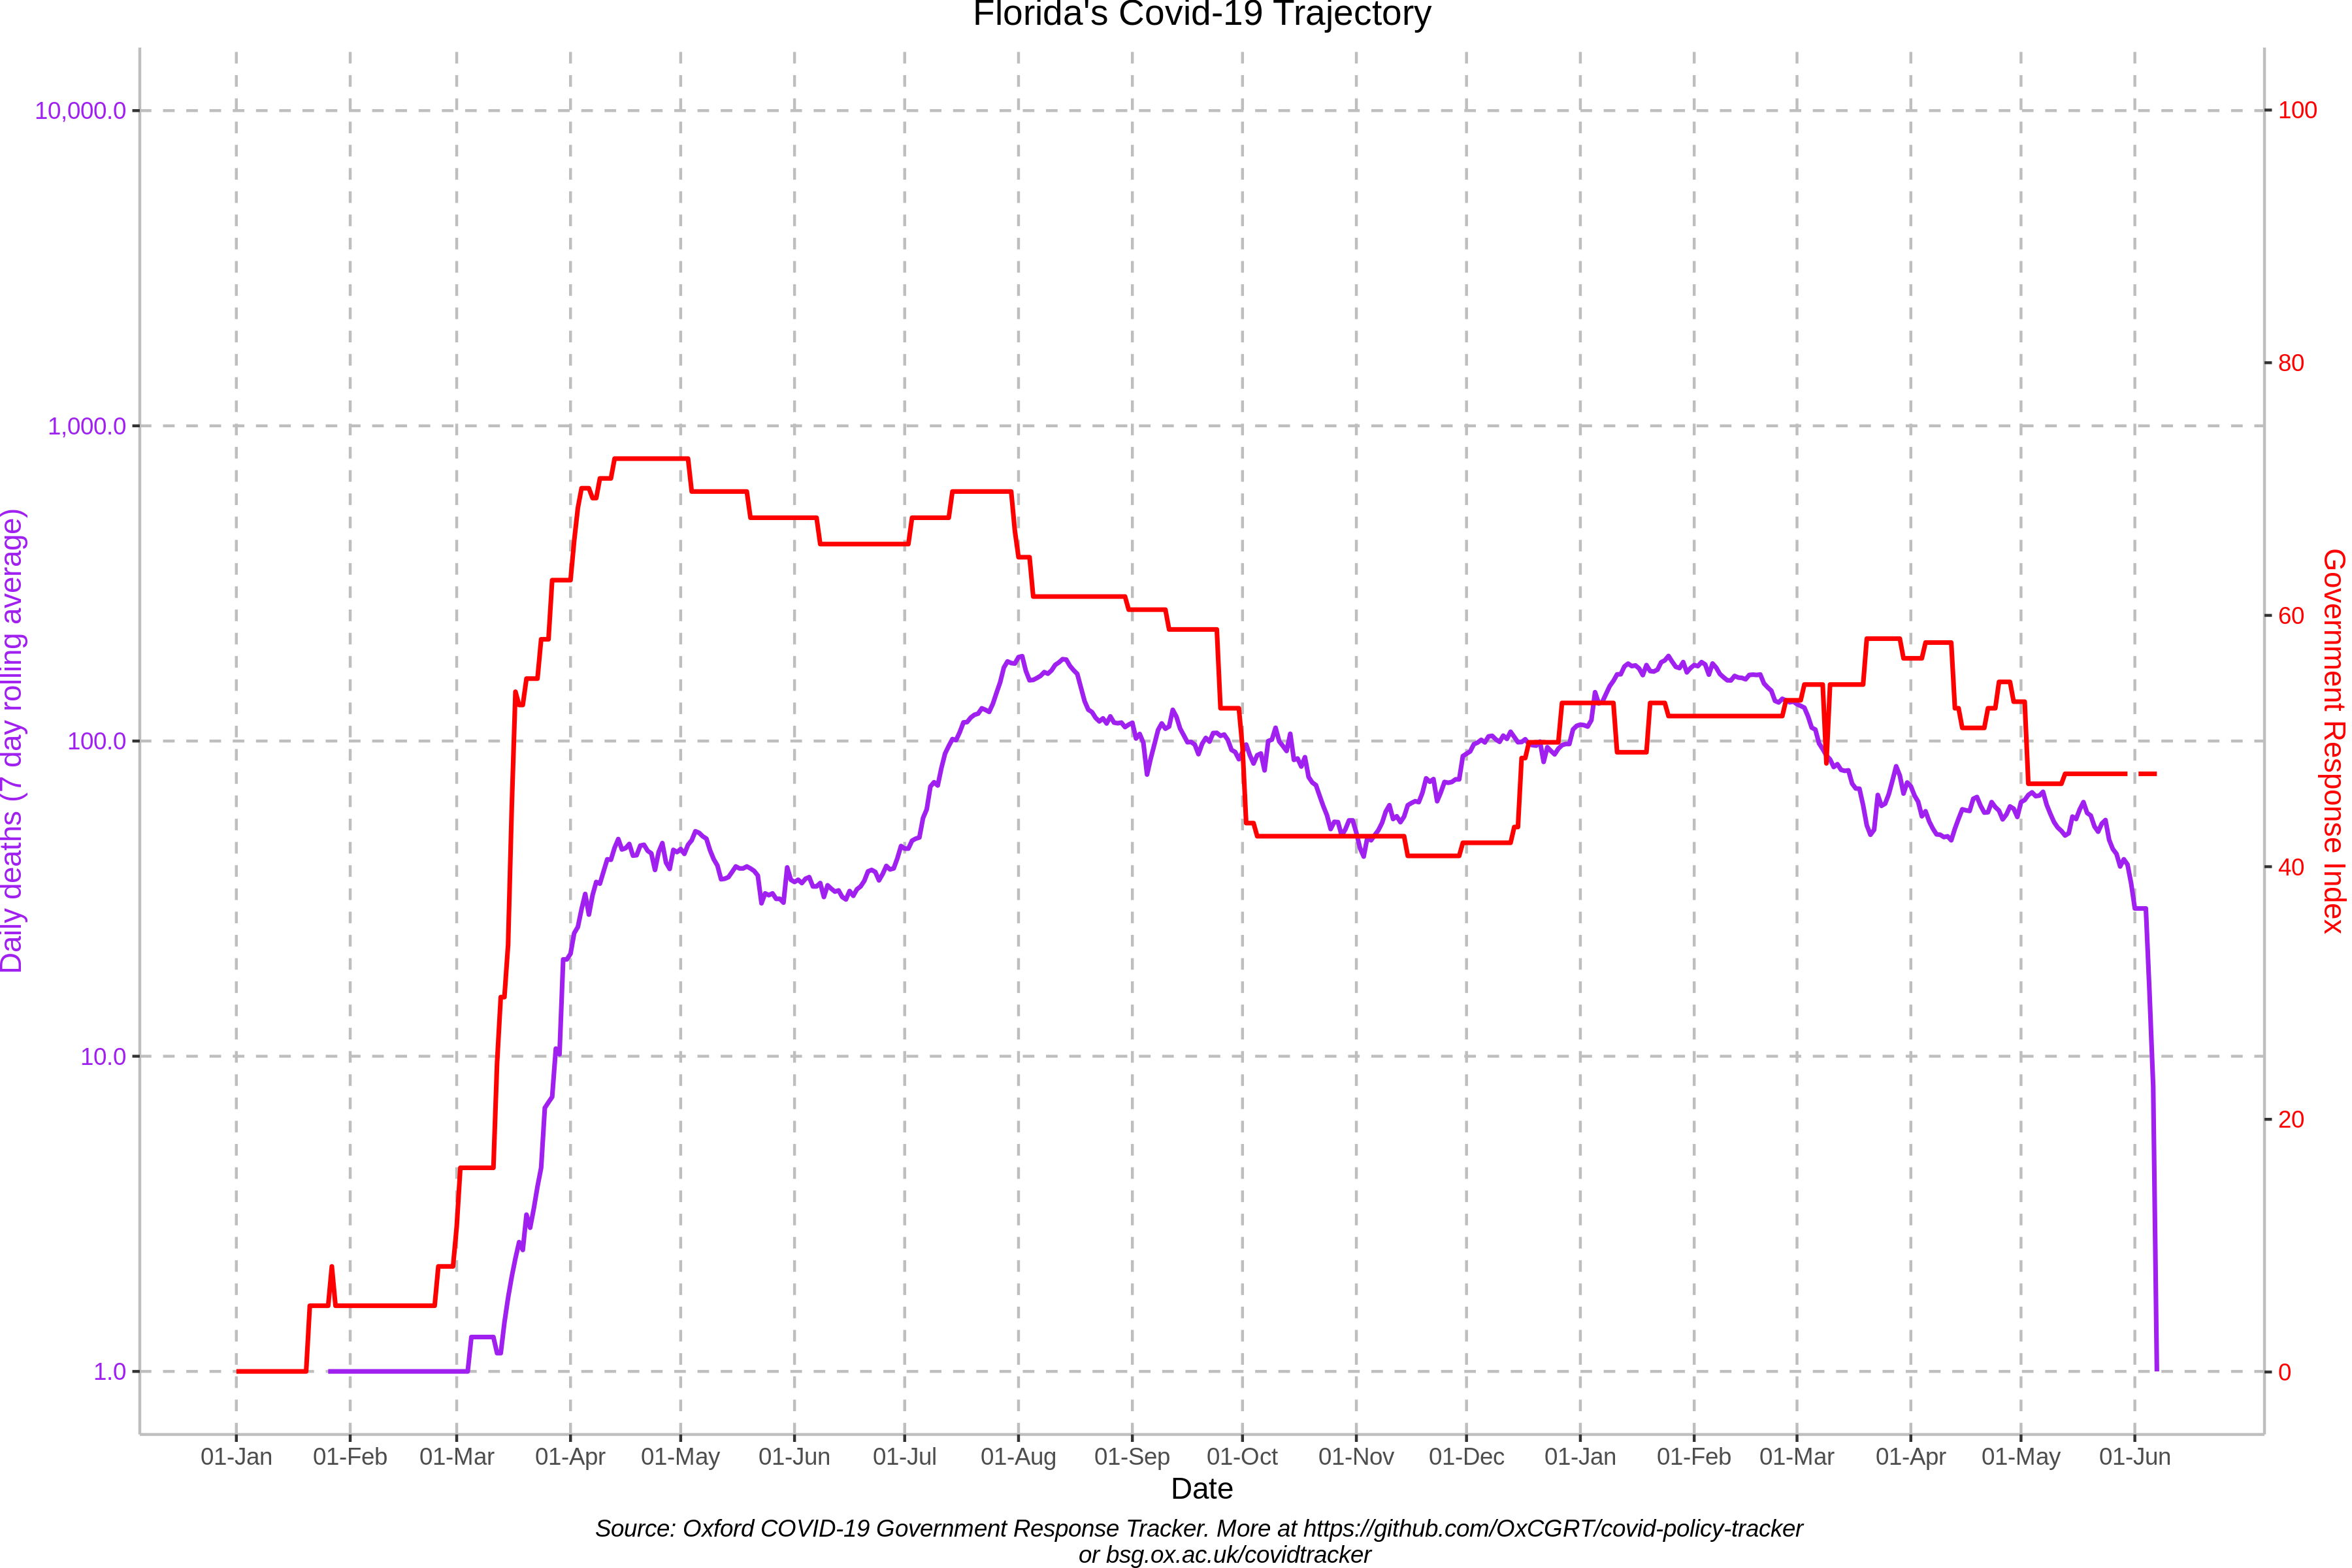 Florida's Covid-19 Trajectory
10,000.0
1,000.0
100.0
10.0
1.0
Daily deaths (7 day rolling average)
100
80
60
40
20
0
Government Response Index
01-Jan 01-Feb 01-Mar 01-Apr 01-May 01-Jun 01-Jul 01-Aug 01-Sep 01-Oct 01-Nov 01-Dec 01-Jan 01-Feb 01-Mar 01-Apr 01-May 01-Jun
Date
Source: Oxford COVID-19 Government Response Tracker. More at https://github.com/OxCGRT/covid-policy-tracker
or bsg.ox.ac.uk/covidtracker